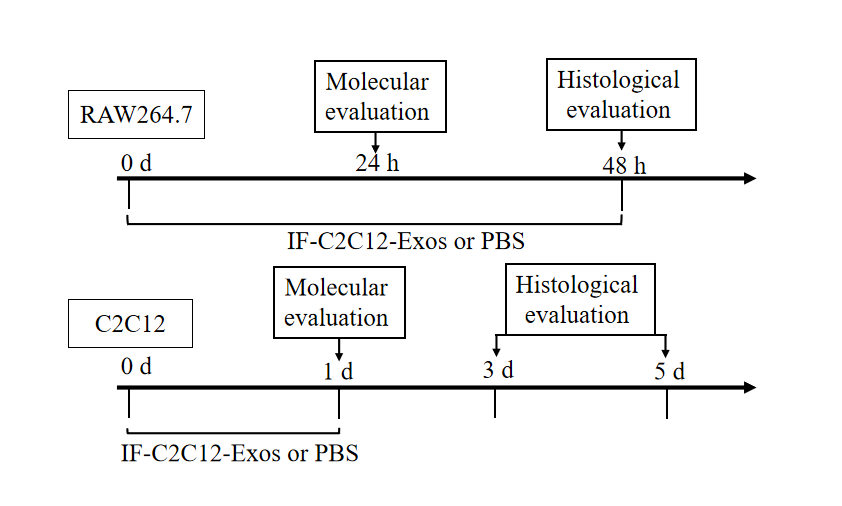 RAW264.7
Molecular
evaluation
Histological
evaluation
0 d
24 h
48 h
IF-C2C12-Exos or PBS
C2C12
Molecular
evaluation
Histological
evaluation
0 d
1 d
3 d
5 d
IF-C2C12-Exos or PBS